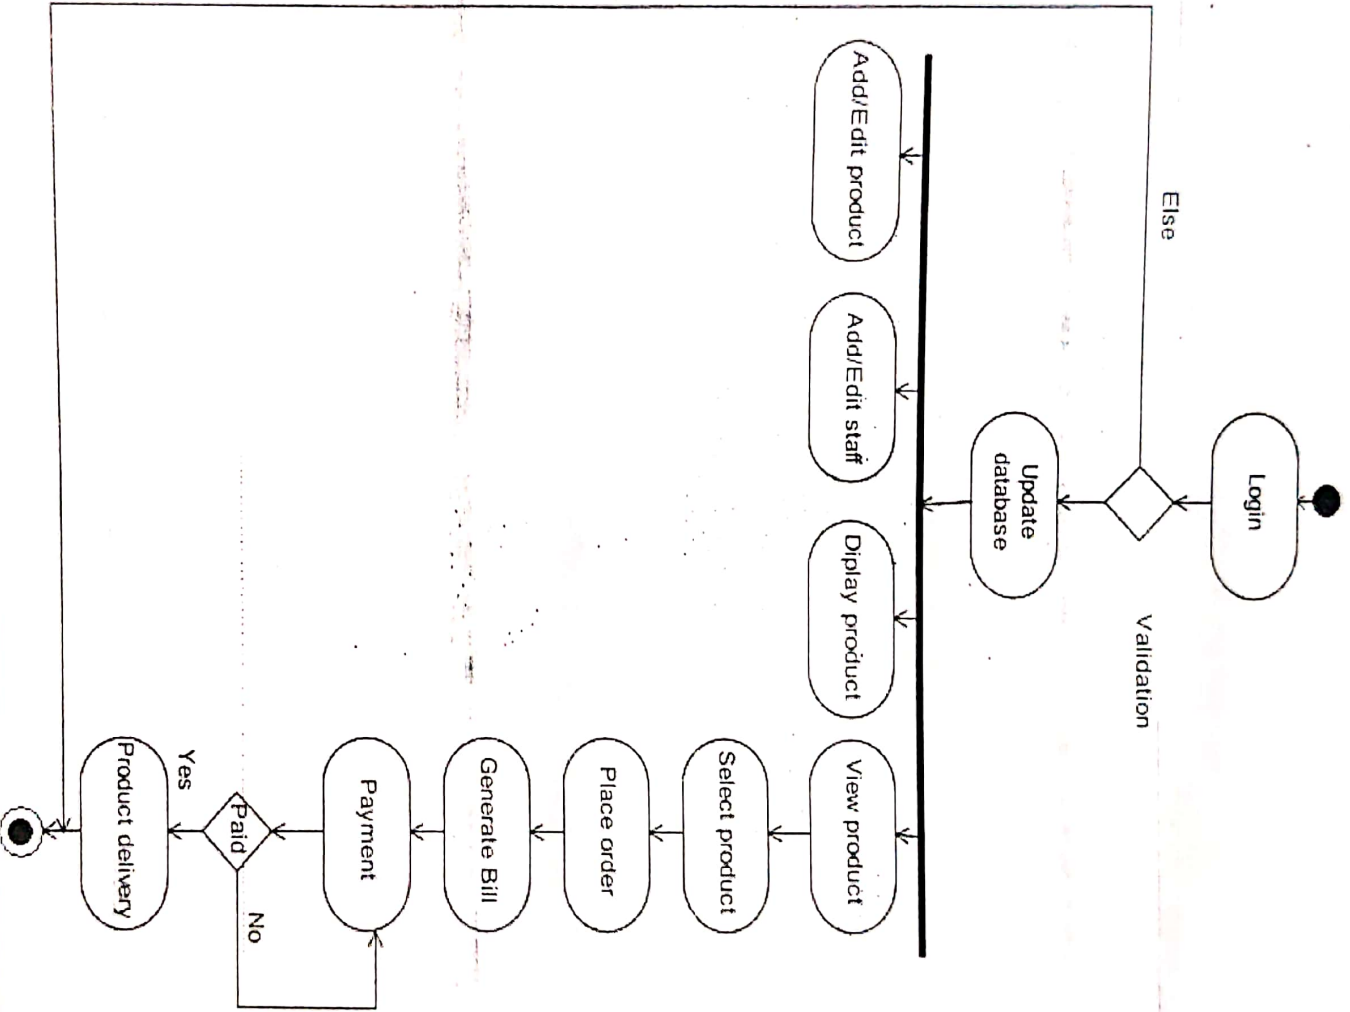 Login
Validation
Else
Update
database
Add/Edit product
Add/Edit staff
Diplay product
View product
Select product
Place order
Generate Bill
Payment
Paid
No
Yes
Product delivery